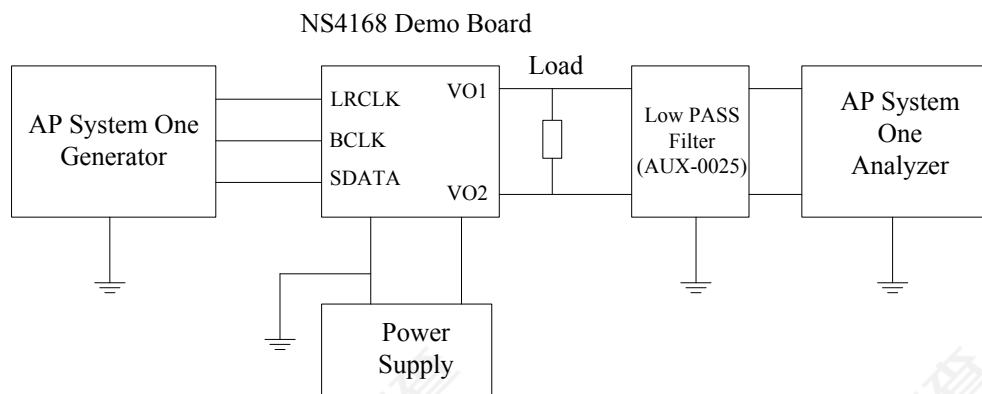 NS4168 Demo Board
AP System One
Generator
LRCLK
BCLK
SDATA
VO1
VO2
Load
Low PASS
Filter
(AUX-0025)
AP System
One
Analyzer
Power
Supply